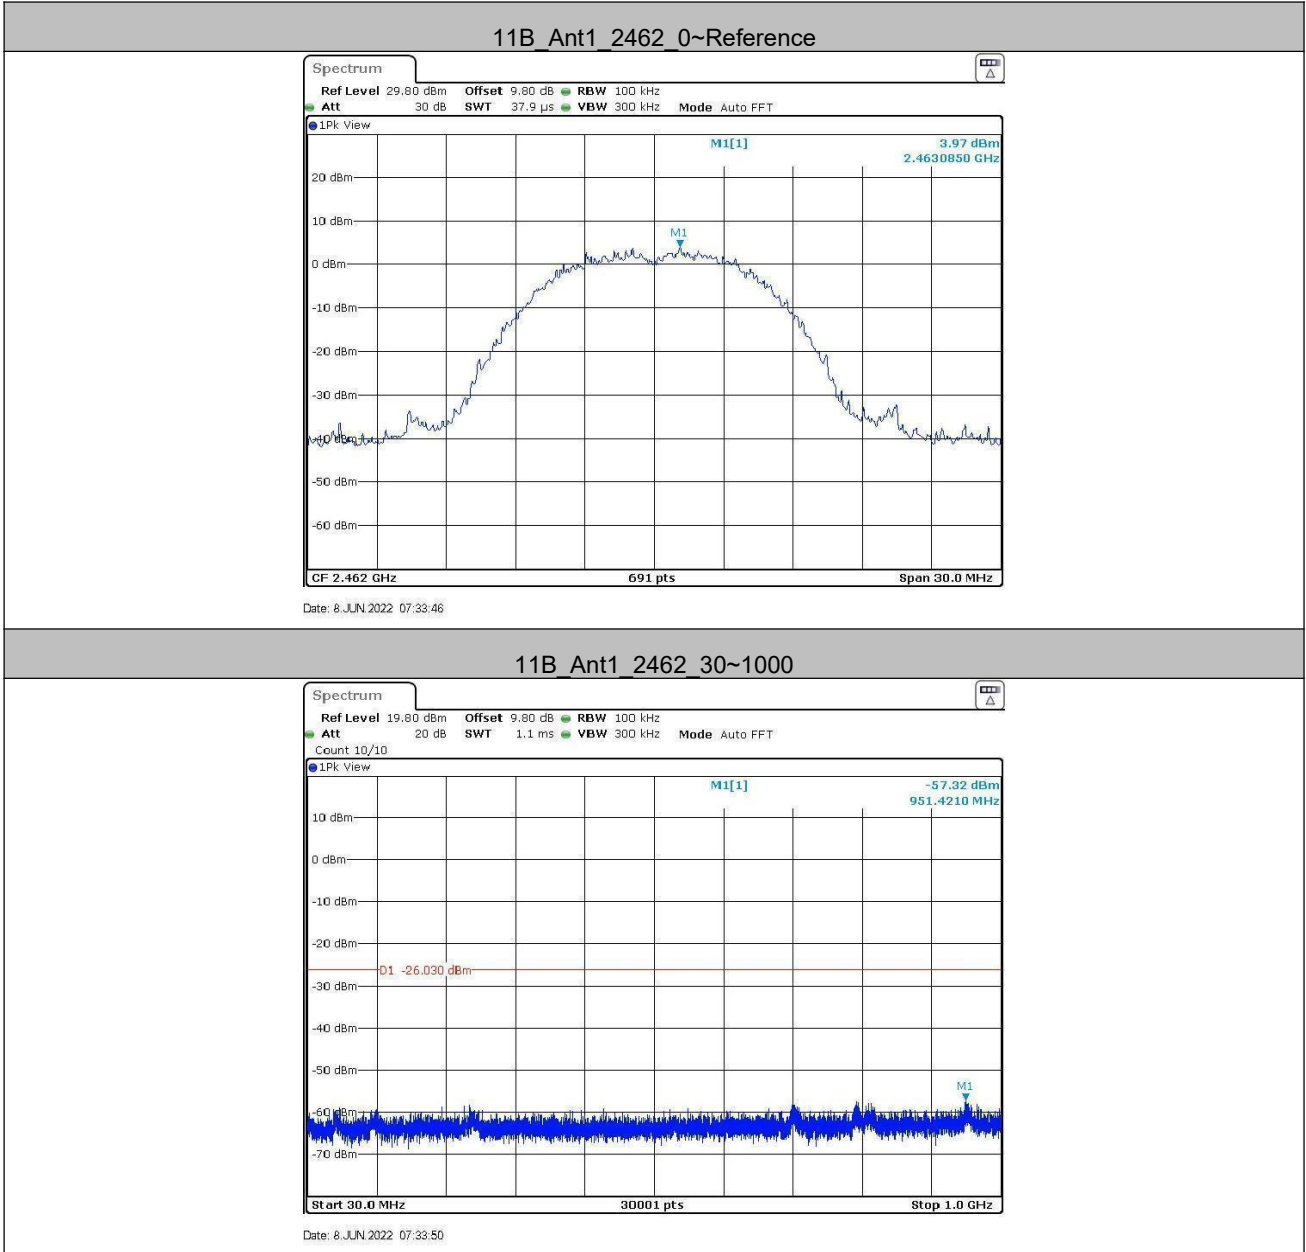 11B_Ant1_2462_0~Reference
Spectrum
Ref Level 29.80 dBm Offset 9.80 dB RBW 100 kHz
Att 30 dB SWT 37.9 µs VBW 300 kHz Mode Auto FFT
1Pk View
M1[1] 3.97 dBm
2.4630850 GHz
20 dBm
10 dBm
M1
0 dBm
-10 dBm
-20 dBm
-30 dBm
-40 dBm
-50 dBm
-60 dBm
CF 2.462 GHz 691 pts Span 30.0 MHz
Date: 8.JUN.2022 07:33:46
11B_Ant1_2462_30~1000
Spectrum
Ref Level 19.80 dBm Offset 9.80 dB RBW 100 kHz
Att 20 dB SWT 1.1 ms VBW 300 kHz Mode Auto FFT
Count 10/10
1Pk View
M1[1] -57.32 dBm
951.4210 MHz
10 dBm
0 dBm
-10 dBm
-20 dBm
D1 -26.030 dBm
-30 dBm
-40 dBm
-50 dBm
M1
-60 dBm
-70 dBm
Start 30.0 MHz 30001 pts Stop 1.0 GHz
Date: 8.JUN.2022 07:33:50